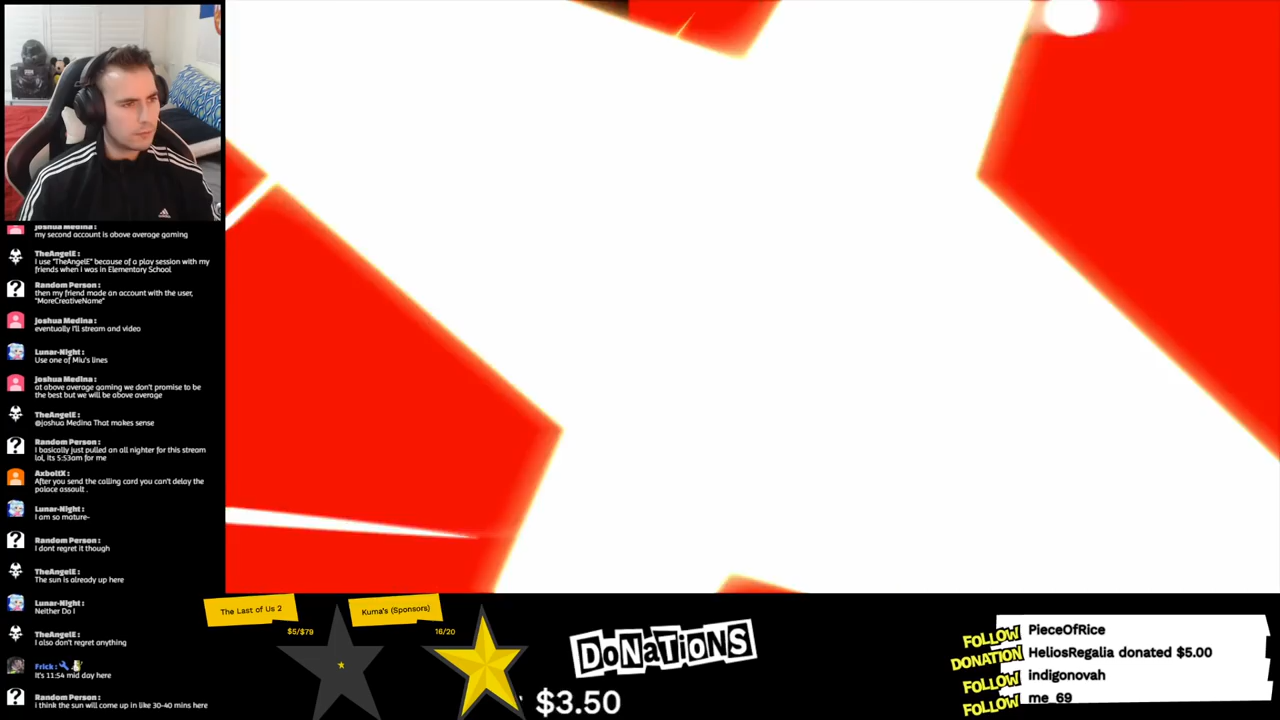 joshua Medina :
my second account is above average gaming
TheAngelE :
I use "TheAngelE" because of a play session with my
friends when i was in Elementary School
Random Person :
then my friend made an account with the user,
"MoreCreativeName"
joshua Medina :
eventually I'll stream and video
Lunar-Night :
Use one of Miu's lines
joshua Medina :
at above average gaming we don't promise to be
the best but we will be above average
TheAngelE :
@joshua Medina That makes sense
Random Person :
I basically just pulled an all nighter for this stream
lol, its 5:53am for me
AxboltX :
After you send the calling card you can't delay the
palace assault .
Lunar-Night :
I am so mature-
Random Person :
I dont regret it though
TheAngelE :
The sun is already up here
Lunar-Night :
Neither Do I
TheAngelE :
I also don't regret anything
Frick :
It's 11:54 mid day here
Random Person :
I think the sun will come up in like 30-40 mins here
The Last of Us 2
$5/$79
Kuma's (Sponsors)
16/20
DONATIONS
$3.50
FOLLOW PieceOfRice
DONATION HeliosRegalia donated $5.00
FOLLOW indigonovah
FOLLOW me_69